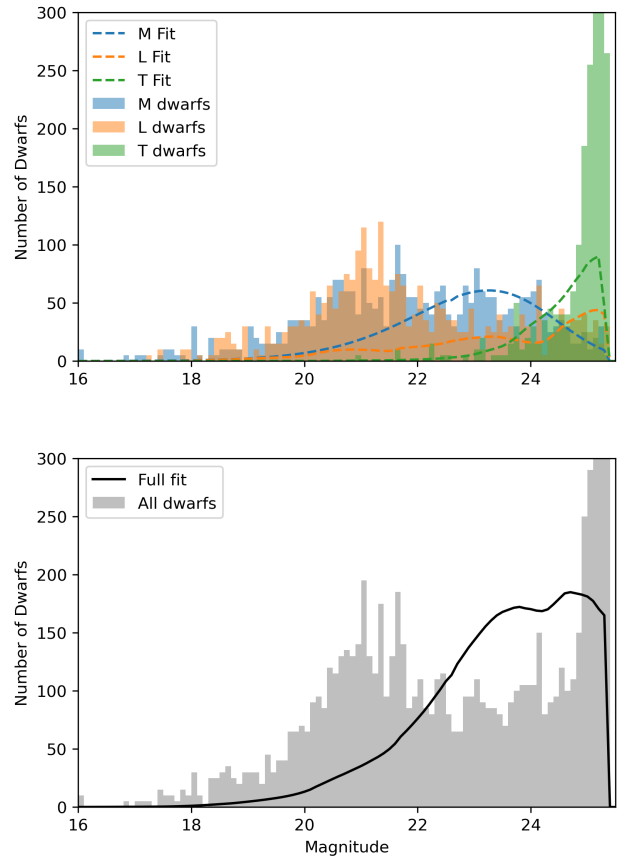 300
250
200
150
100
50
0
Number of Dwarfs
M Fit
L Fit
T Fit
M dwarfs
L dwarfs
T dwarfs
16 18 20 22 24
300
250
200
150
100
50
0
Number of Dwarfs
Full fit
All dwarfs
16 18 20 22 24
Magnitude